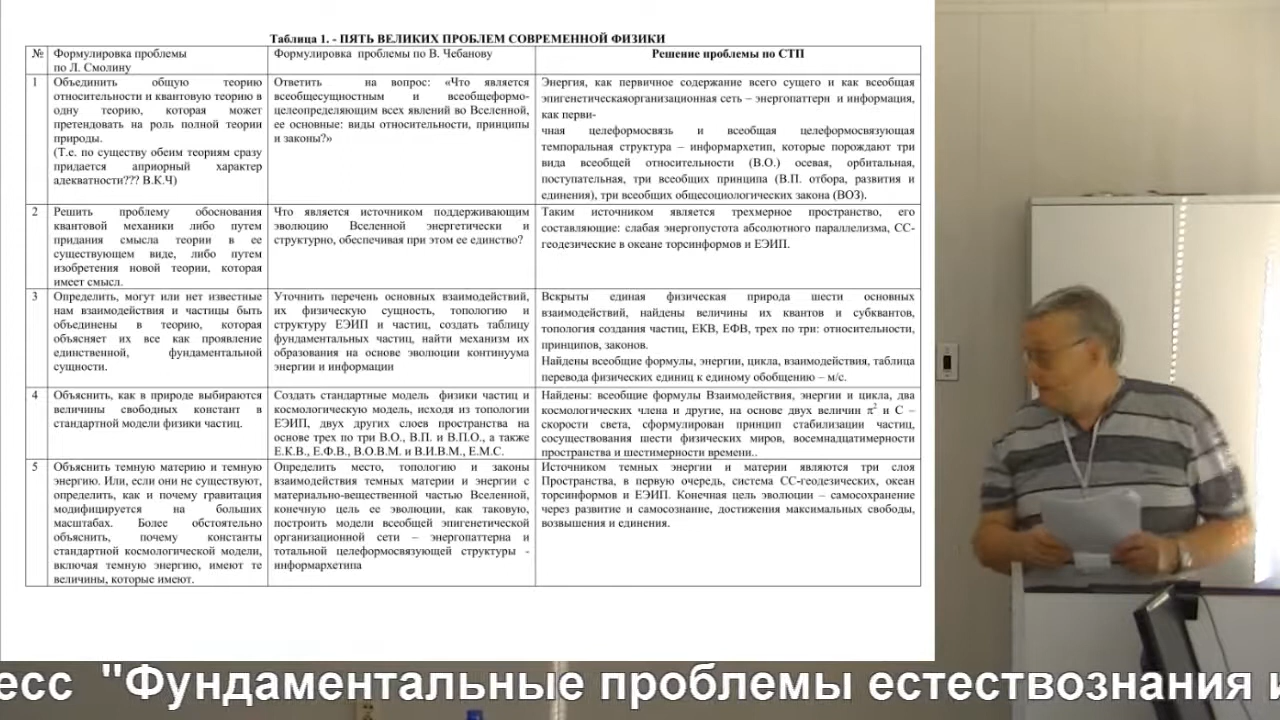 Таблица 1. - ПЯТЬ ВЕЛИКИХ ПРОБЛЕМ СОВРЕМЕННОЙ ФИЗИКИ
№
Формулировка проблемы
по Л. Смолину
Формулировка проблемы по В. Чебанову
Решение проблемы по СТП
1
Объединить общую теорию
относительности и квантовую теорию в
одну теорию, которая может
претендовать на роль полной теории
природы.
(Т.е. по существу обеим теориям сразу
придается априорный характер
адекватности??? В.К.Ч)
Ответить на вопрос: «Что является
всеобщесущностным и всеобщеформо-
целеопределяющим всех явлений во Вселенной,
ее основные: виды относительности, принципы
и законы?»
Энергия, как первичное содержание всего сущего и как всеобщая
эпигенетическаяорганизационная сеть – энергопаттерн и информация,
как перви-
чная целеформосвязь и всеобщая целеформосвязующая
темпоральная структура – информархетип, которые порождают три
вида всеобщей относительности (В.О.) осевая, орбитальная,
поступательная, три всеобщих принципа (В.П. отбора, развития и
единения), три всеобщих общесоциологических закона (ВОЗ).
2
Решить проблему обоснования
квантовой механики либо путем
придания смысла теории в ее
существующем виде, либо путем
изобретения новой теории, которая
имеет смысл.
Что является источником поддерживающим
эволюцию Вселенной энергетически и
структурно, обеспечивая при этом ее единство?
Таким источником является трехмерное пространство, его
составляющие: слабая энергопустота абсолютного параллелизма, СС-
геодезические в океане торсинформов и ЕЭИП.
3
Определить, могут или нет известные
нам взаимодействия и частицы быть
объединены в теорию, которая
объясняет их все как проявление
единственной, фундаментальной
сущности.
Уточнить перечень основных взаимодействий,
их физическую сущность, топологию и
структуру ЕЭИП и частиц, создать таблицу
фундаментальных частиц, найти механизм их
образования на основе эволюции континуума
энергии и информации
Вскрыты единая физическая природа шести основных
взаимодействий, найдены величины их квантов и субквантов,
топология создания частиц, ЕКВ, ЕФВ, трех по три: относительности,
принципов, законов.
Найдены всеобщие формулы, энергии, цикла, взаимодействия, таблица
перевода физических единиц к единому обобщению – м/с.
4
Объяснить, как в природе выбираются
величины свободных констант в
стандартной модели физики частиц.
Создать стандартные модель физики частиц и
космологическую модель, исходя из топологии
ЕЭИП, двух других слоев пространства на
основе трех по три В.О., В.П. и В.П.О., а также
Е.К.В., Е.Ф.В., В.О.В.М. и В.И.В.М., Е.М.С.
Найдены: всеобщие формулы Взаимодействия, энергии и цикла, два
космологических члена и другие, на основе двух величин π² и С –
скорости света, сформулирован принцип стабилизации частиц,
сосуществования шести физических миров, восемнадцатимерности
пространства и шестимерности времени..
5
Объяснить темную материю и темную
энергию. Или, если они не существуют,
определить, как и почему гравитация
модифицируется на больших
масштабах. Более обстоятельно
объяснить, почему константы
стандартной космологической модели,
включая темную энергию, имеют те
величины, которые имеют.
Определить место, топологию и законы
взаимодействия темных материи и энергии с
материально-вещественной частью Вселенной,
конечную цель ее эволюции, как таковую,
построить модели всеобщей эпигенетической
организационной сети – энергопаттерна и
тотальной целеформосвязующей структуры -
информархетипа
Источником темных энергии и материи являются три слоя
Пространства, в первую очередь, система СС-геодезических, океан
торсинформов и ЕЭИП. Конечная цель эволюции – самосохранение
через развитие и самосознание, достижения максимальных свободы,
возвышения и единения.
есс "Фундаментальные проблемы естествознания и